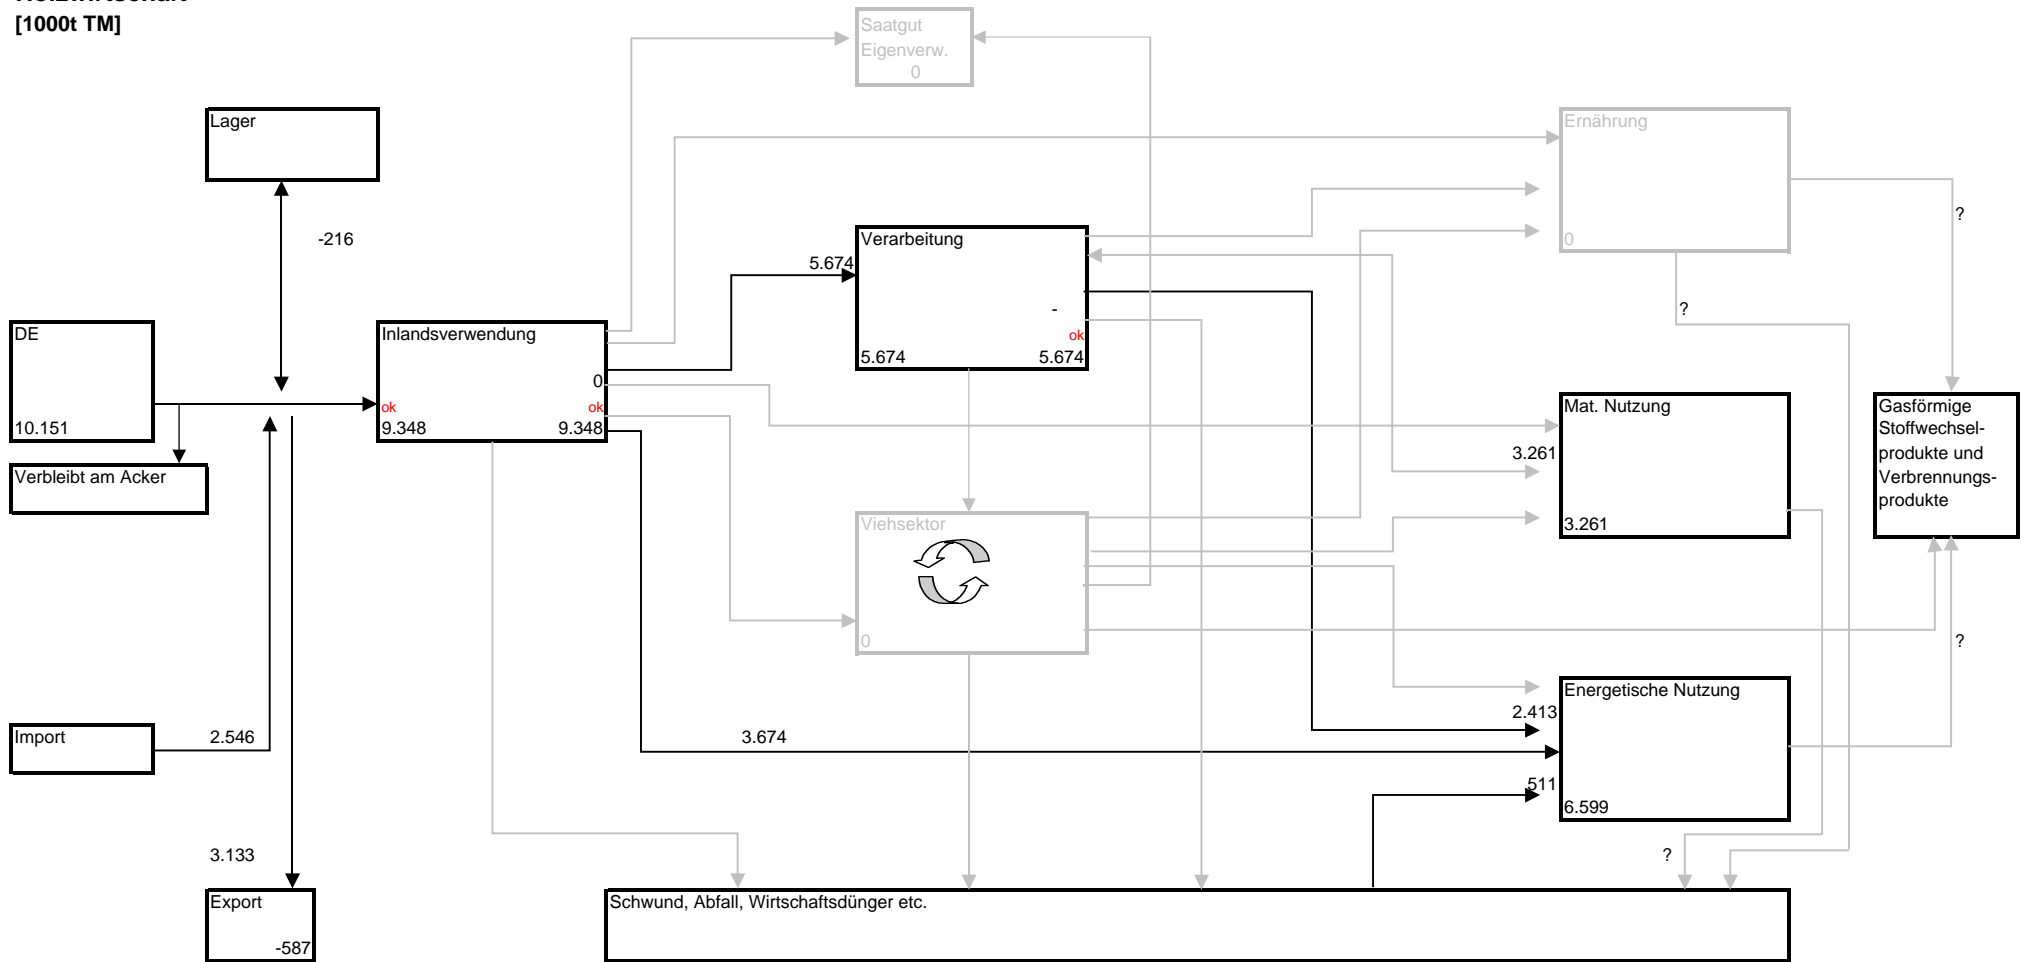 [1000t TM]
Saatgut
Eigenverw.
0
Lager
-216
Ernährung
0
?
?
Verarbeitung
5.674
-
ok
5.674
5.674
DE
10.151
Verbleibt am Acker
Inlandsverwendung
0
ok
ok
9.348
9.348
Mat. Nutzung
3.261
3.261
Gasförmige
Stoffwechsel-
produkte und
Verbrennungs-
produkte
Viehsektor
0
?
Import
2.546
3.674
Energetische Nutzung
2.413
511
6.599
3.133
?
Export
-587
Schwund, Abfall, Wirtschaftsdünger etc.